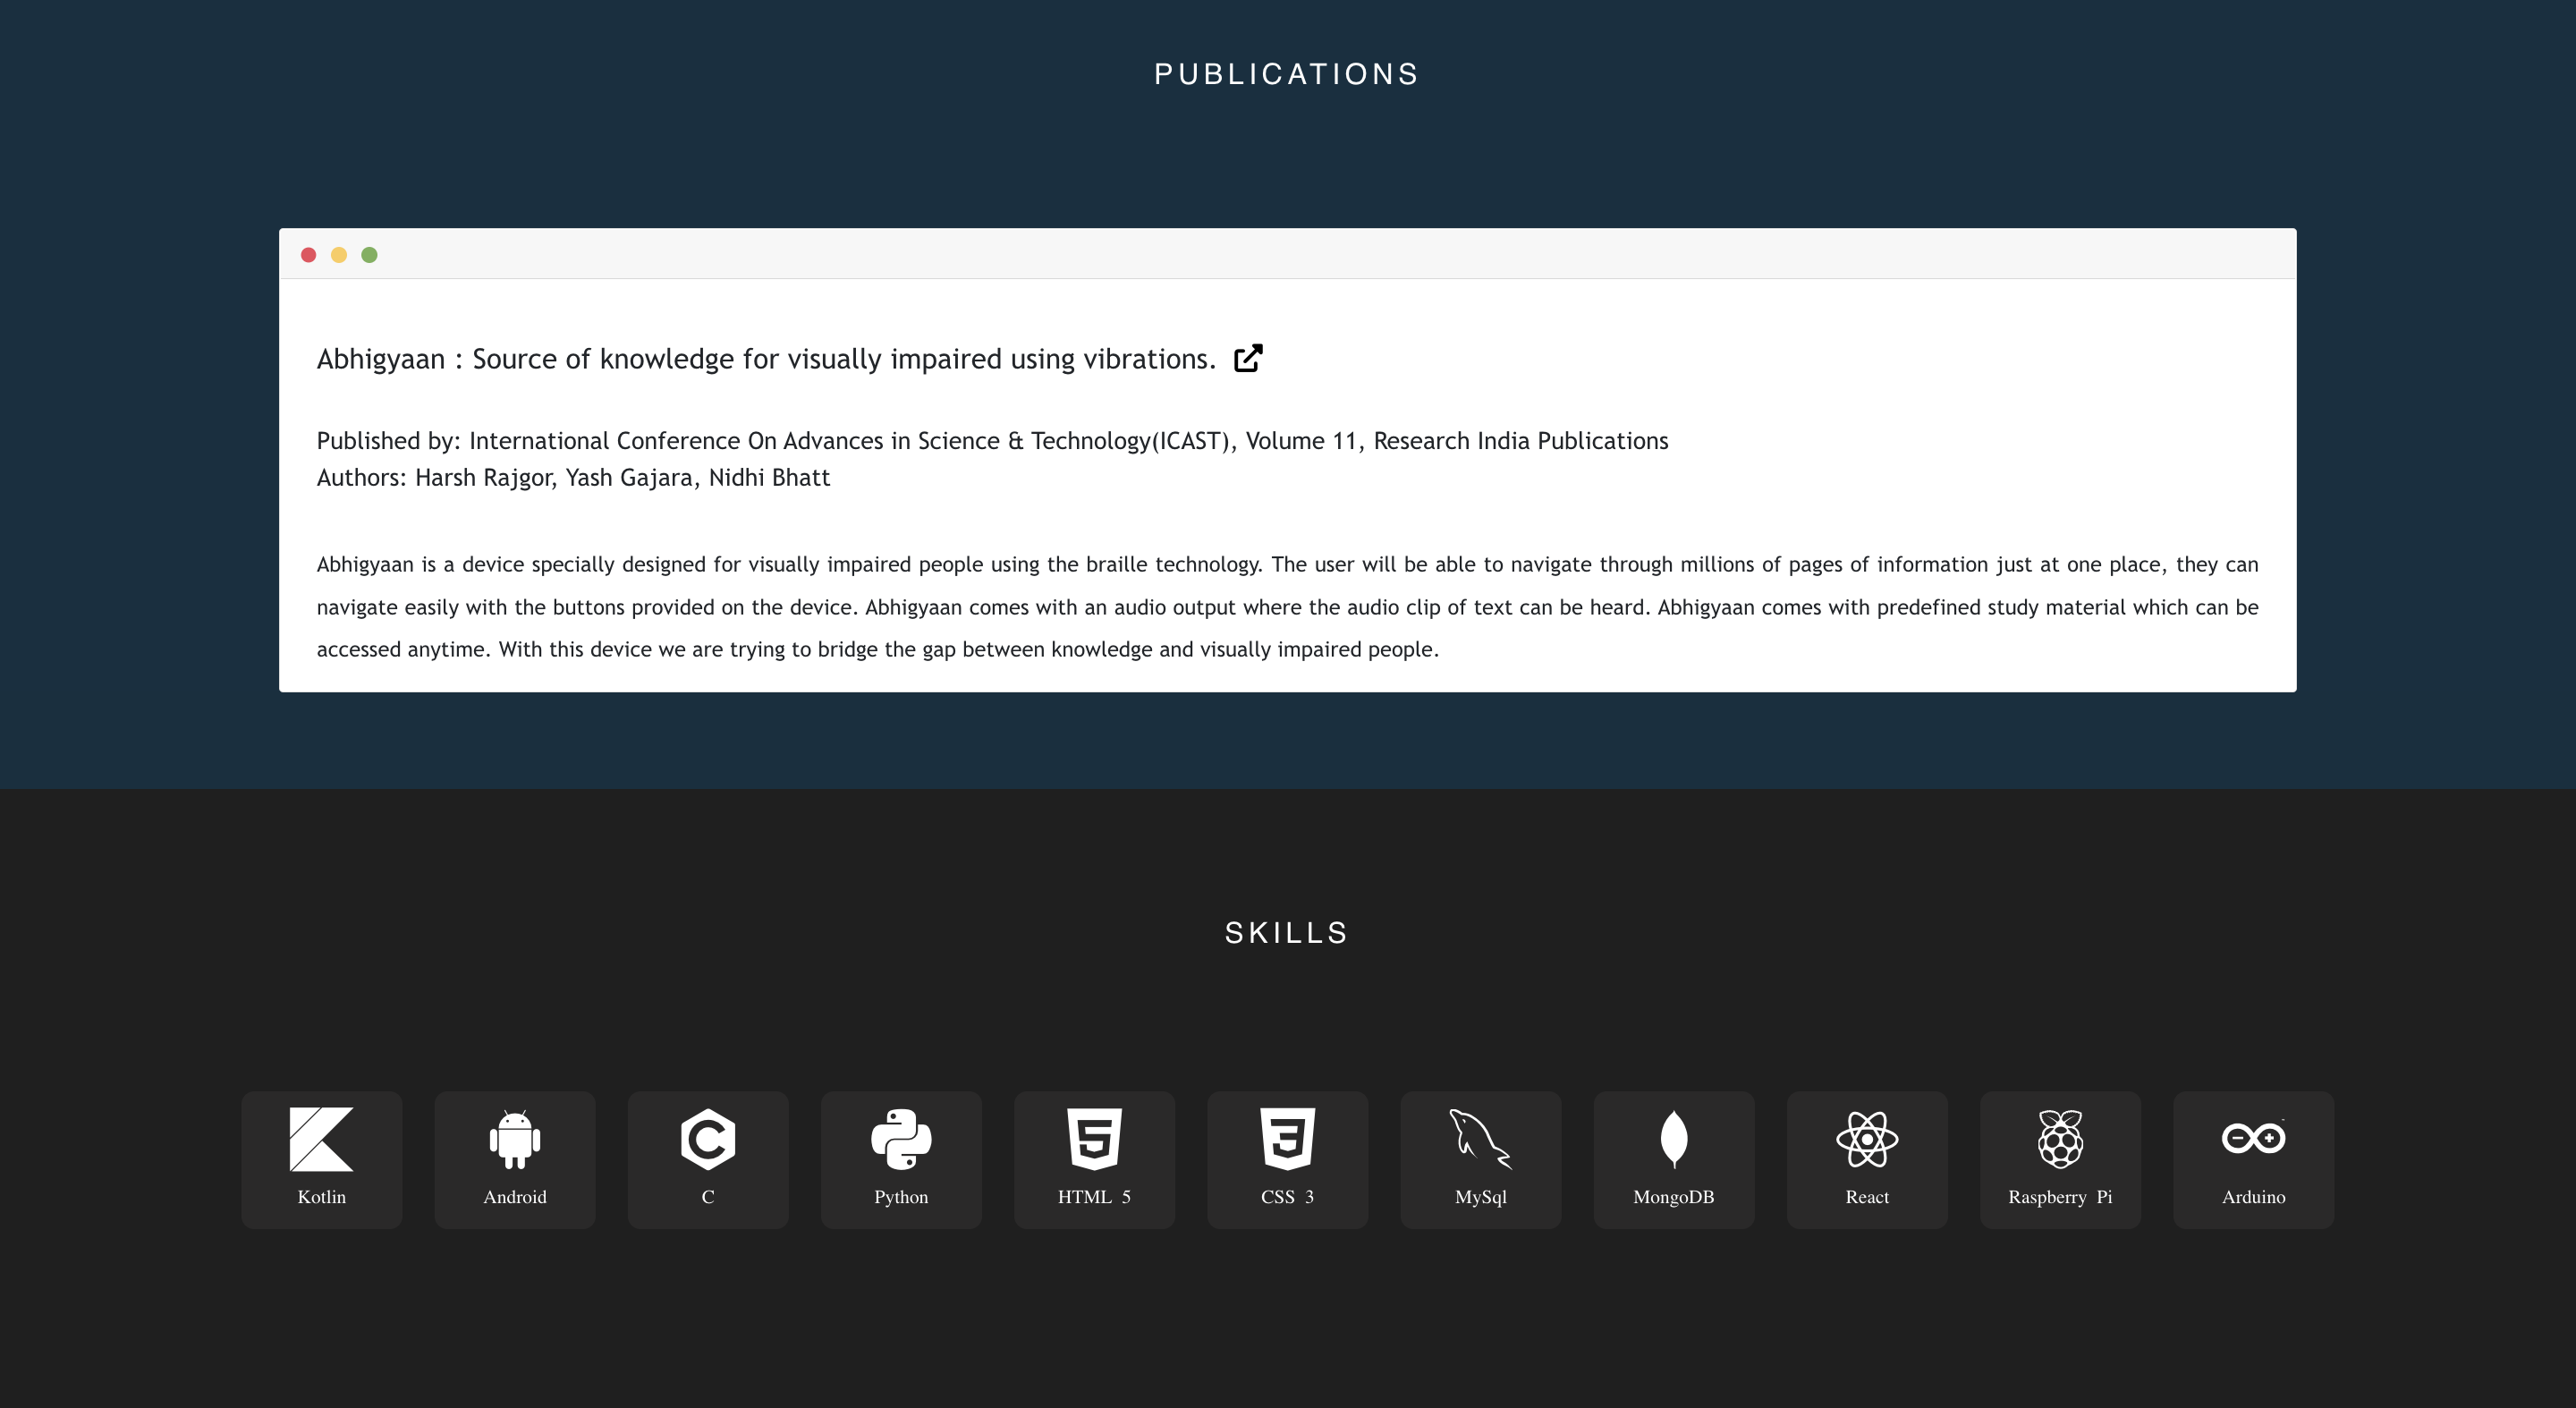 PUBLICATIONS
Abhigyaan : Source of knowledge for visually impaired using vibrations.
Published by: International Conference On Advances in Science & Technology(ICAST), Volume 11, Research India Publications
Authors: Harsh Rajgor, Yash Gajara, Nidhi Bhatt
Abhigyaan is a device specially designed for visually impaired people using the braille technology. The user will be able to navigate through millions of pages of information just at one place, they can
navigate easily with the buttons provided on the device. Abhigyaan comes with an audio output where the audio clip of text can be heard. Abhigyaan comes with predefined study material which can be
accessed anytime. With this device we are trying to bridge the gap between knowledge and visually impaired people.
SKILLS
Kotlin Android C Python HTML 5 CSS 3 MySql MongoDB React Raspberry Pi Arduino